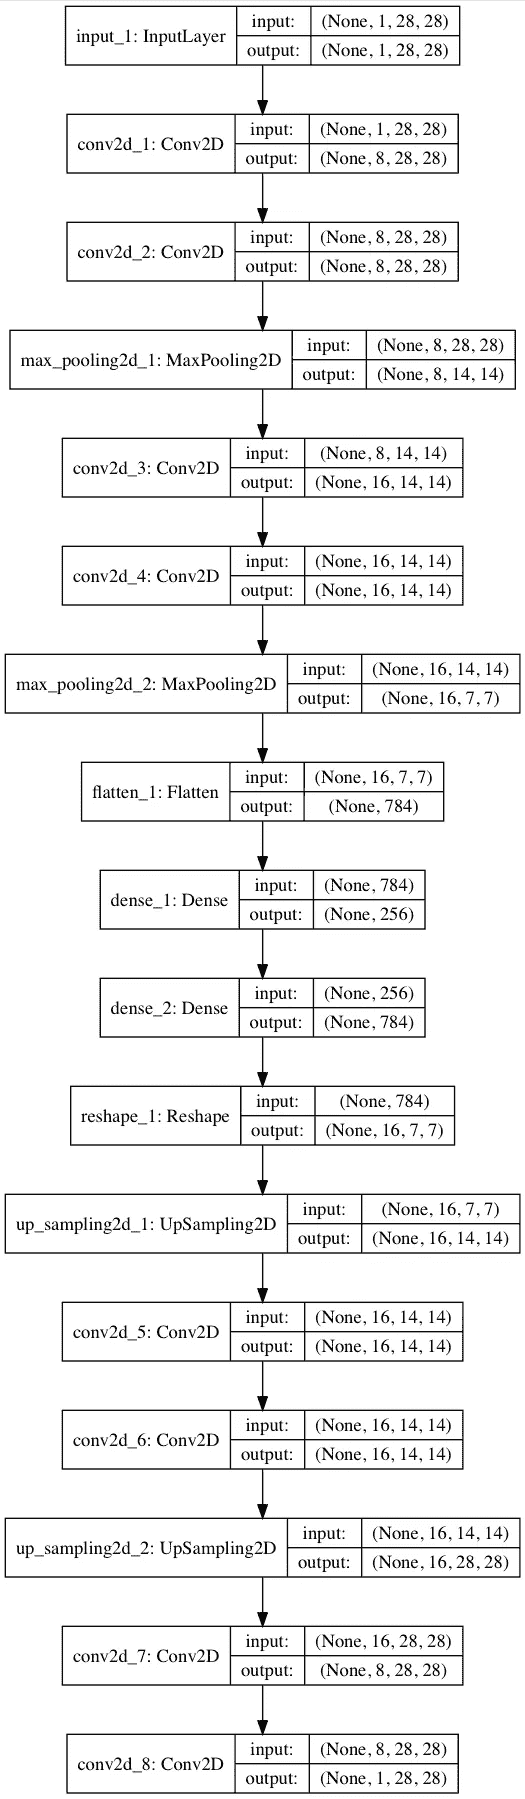 input_1: InputLayer
input: (None, 1, 28, 28)
output: (None, 1, 28, 28)
conv2d_1: Conv2D
input: (None, 1, 28, 28)
output: (None, 8, 28, 28)
conv2d_2: Conv2D
input: (None, 8, 28, 28)
output: (None, 8, 28, 28)
max_pooling2d_1: MaxPooling2D
input: (None, 8, 28, 28)
output: (None, 8, 14, 14)
conv2d_3: Conv2D
input: (None, 8, 14, 14)
output: (None, 16, 14, 14)
conv2d_4: Conv2D
input: (None, 16, 14, 14)
output: (None, 16, 14, 14)
max_pooling2d_2: MaxPooling2D
input: (None, 16, 14, 14)
output: (None, 16, 7, 7)
flatten_1: Flatten
input: (None, 16, 7, 7)
output: (None, 784)
dense_1: Dense
input: (None, 784)
output: (None, 256)
dense_2: Dense
input: (None, 256)
output: (None, 784)
reshape_1: Reshape
input: (None, 784)
output: (None, 16, 7, 7)
up_sampling2d_1: UpSampling2D
input: (None, 16, 7, 7)
output: (None, 16, 14, 14)
conv2d_5: Conv2D
input: (None, 16, 14, 14)
output: (None, 16, 14, 14)
conv2d_6: Conv2D
input: (None, 16, 14, 14)
output: (None, 16, 14, 14)
up_sampling2d_2: UpSampling2D
input: (None, 16, 14, 14)
output: (None, 16, 28, 28)
conv2d_7: Conv2D
input: (None, 16, 28, 28)
output: (None, 8, 28, 28)
conv2d_8: Conv2D
input: (None, 8, 28, 28)
output: (None, 1, 28, 28)